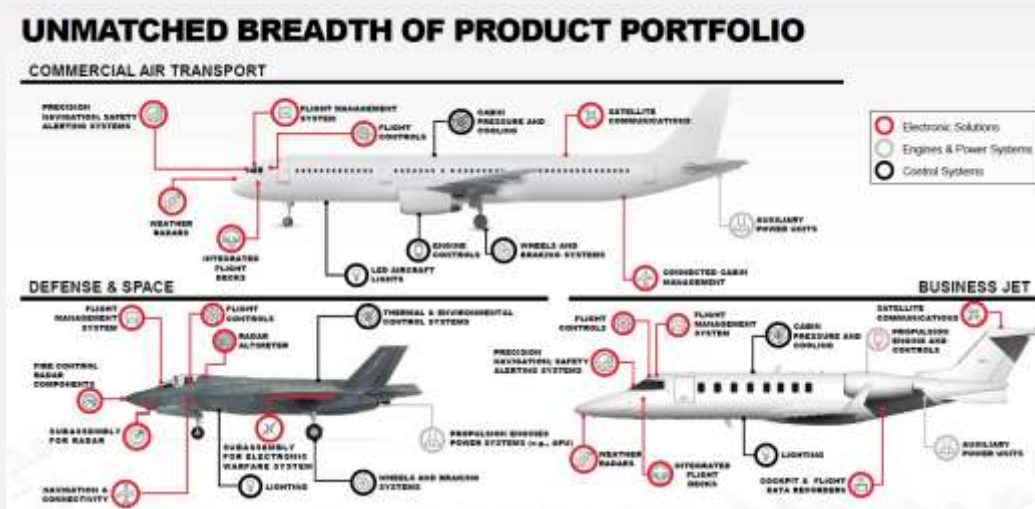 UNMATCHED BREADTH OF PRODUCT PORTFOLIO
COMMERCIAL AIR TRANSPORT
PRECISION
NAVIGATION, SAFETY
ALERTING SYSTEMS
FLIGHT MANAGEMENT
SYSTEM
FLIGHT
CONTROLS
CABIN
PRESSURE AND
COOLING
SATELLITE
COMMUNICATIONS
Electronic Solutions
Engines & Power Systems
Control Systems
WEATHER
RADARS
INTEGRATED
FLIGHT
DECKS
LED AIRCRAFT
LIGHTS
ENGINE
CONTROLS
WHEELS AND
BRAKING SYSTEMS
CONNECTED CABIN
MANAGEMENT
AUXILIARY
POWER UNITS
DEFENSE & SPACE
FLIGHT
MANAGEMENT
SYSTEM
FLIGHT
CONTROLS
RADAR
ALTIMETER
THERMAL & ENVIRONMENTAL
CONTROL SYSTEMS
FIRE CONTROL
RADAR
COMPONENTS
SUBASSEMBLY
FOR RADAR
NAVIGATION &
CONNECTIVITY
LIGHTING
SUBASSEMBLY
FOR ELECTRONIC
WARFARE SYSTEM
WHEELS AND BRAKING
SYSTEMS
PROPULSION ENGINES
POWER SYSTEMS (e.g., APU)
BUSINESS JET
FLIGHT
CONTROLS
FLIGHT
MANAGEMENT
SYSTEM
CABIN
PRESSURE AND
COOLING
SATELLITE
COMMUNICATIONS
PROPULSION
ENGINE AND
CONTROLS
PRECISION
NAVIGATION, SAFETY
ALERTING SYSTEMS
WEATHER
RADARS
INTEGRATED
FLIGHT
DECKS
LIGHTING
COCKPIT & FLIGHT
DATA RECORDERS
AUXILIARY
POWER UNITS